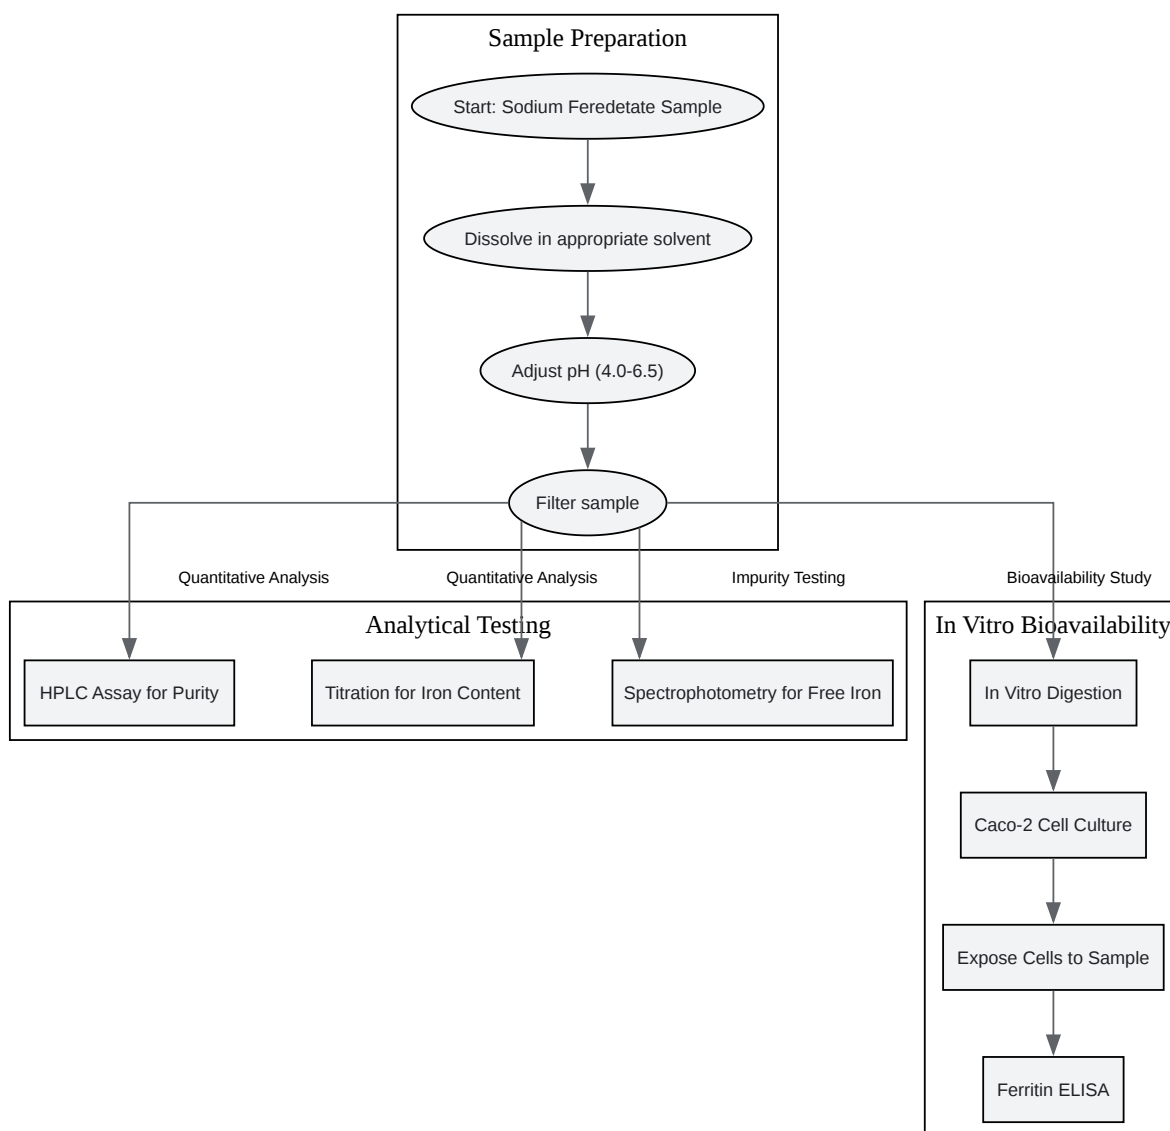 Sample Preparation
Start: Sodium Feredetate Sample
Dissolve in appropriate solvent
Adjust pH (4.0-6.5)
Filter sample
Quantitative Analysis
Quantitative Analysis
Impurity Testing
Bioavailability Study
Analytical Testing
In Vitro Bioavailability
HPLC Assay for Purity
Titration for Iron Content
Spectrophotometry for Free Iron
In Vitro Digestion
Caco-2 Cell Culture
Expose Cells to Sample
Ferritin ELISA